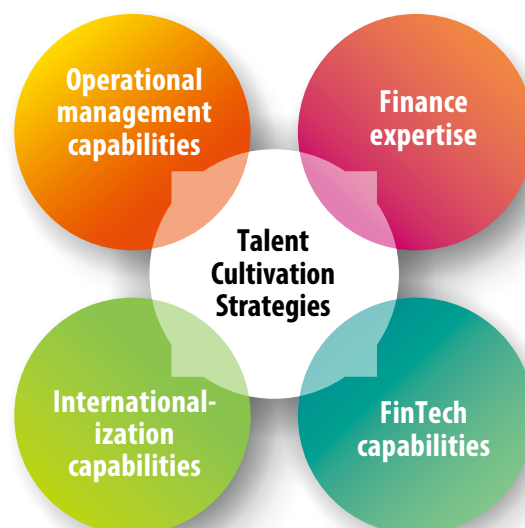 Operational
management
capabilities
Finance
expertise
Talent
Cultivation
Strategies
International-
ization
capabilities
FinTech
capabilities